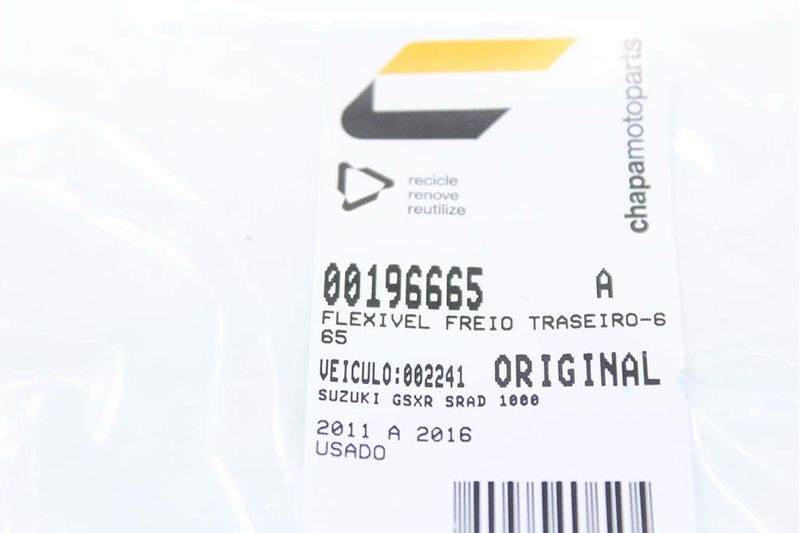 chapamotoparts
recicle
renove
reutilize
00196665 A
FLEXIVEL FREIO TRASEIRO-6
65
VEICULO:002241 ORIGINAL
SUZUKI GSXR SRAD 1000
2011 A 2016
USADO